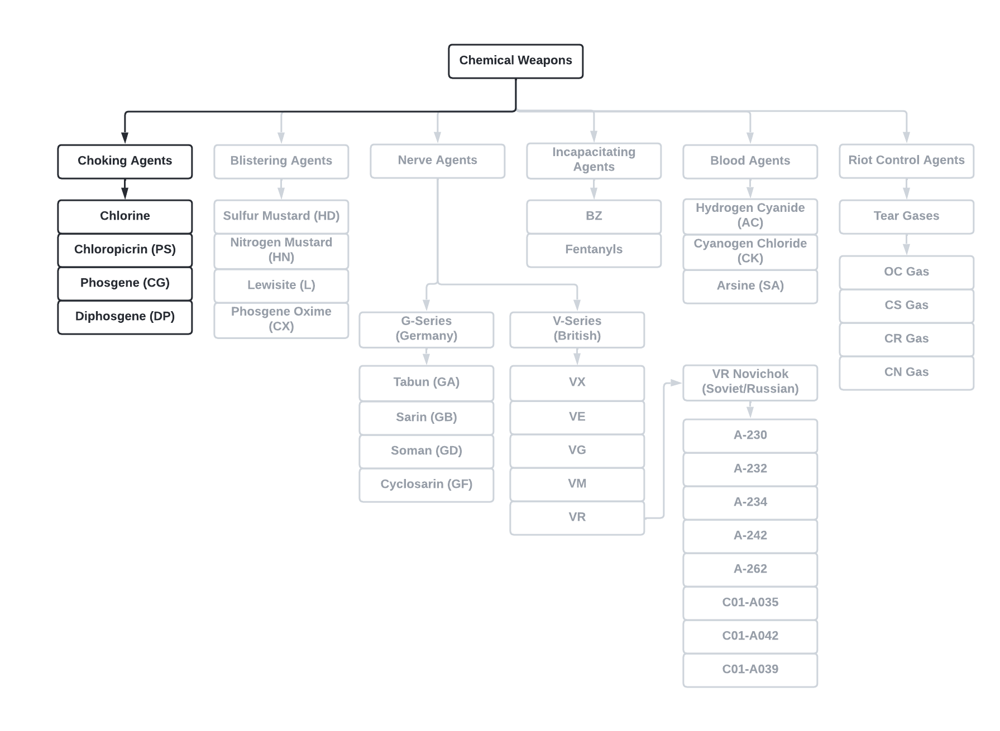 Chemical Weapons
Choking Agents
Blistering Agents
Nerve Agents
Incapacitating
Agents
Blood Agents
Riot Control Agents
Chlorine
Chloropicrin (PS)
Phosgene (CG)
Diphosgene (DP)
Sulfur Mustard (HD)
Nitrogen Mustard
(HN)
Lewisite (L)
Phosgene Oxime
(CX)
G-Series
(Germany)
Tabun (GA)
Sarin (GB)
Soman (GD)
Cyclosarin (GF)
V-Series
(British)
VX
VE
VG
VM
VR
BZ
Fentanyls
Hydrogen Cyanide
(AC)
Cyanogen Chloride
(CK)
Arsine (SA)
VR Novichok
(Soviet/Russian)
A-230
A-232
A-234
A-242
A-262
C01-A035
C01-A042
C01-A039
Tear Gases
OC Gas
CS Gas
CR Gas
CN Gas